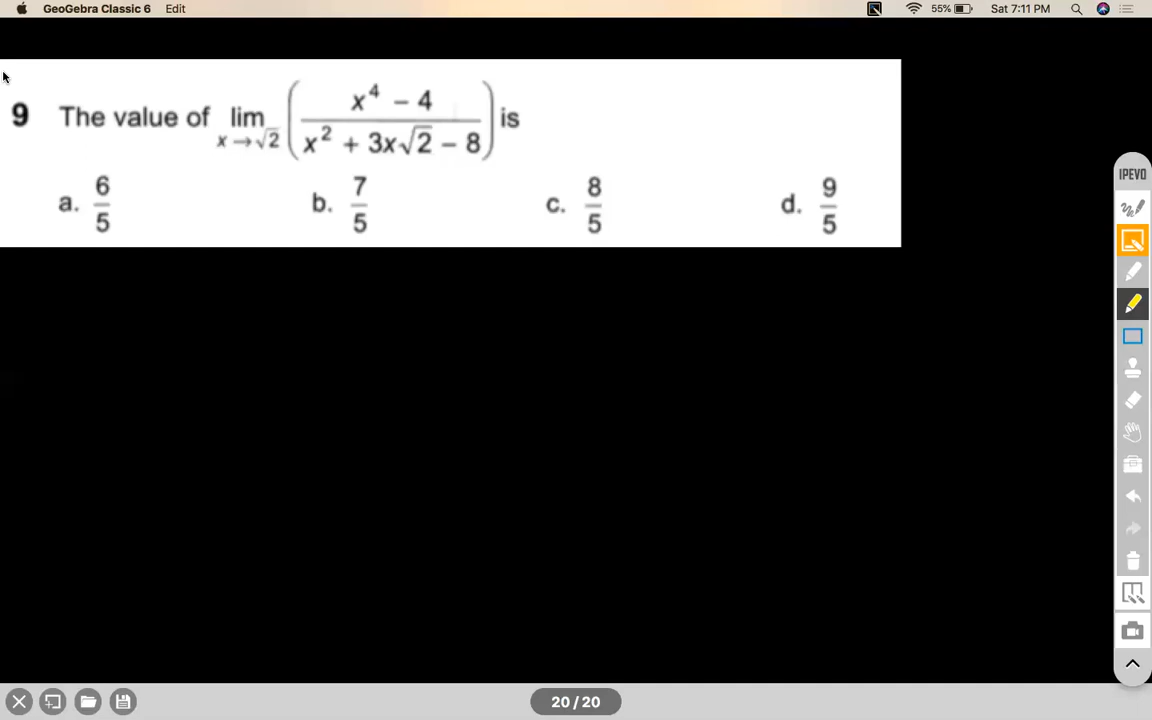 GeoGebra Classic 6 Edit 55% Sat 7:11 PM
9 The value of lim x→√2 ( x⁴ − 4 / x² + 3x√2 − 8 ) is
a. 6/5 b. 7/5 c. 8/5 d. 9/5
IPEVO
20 / 20